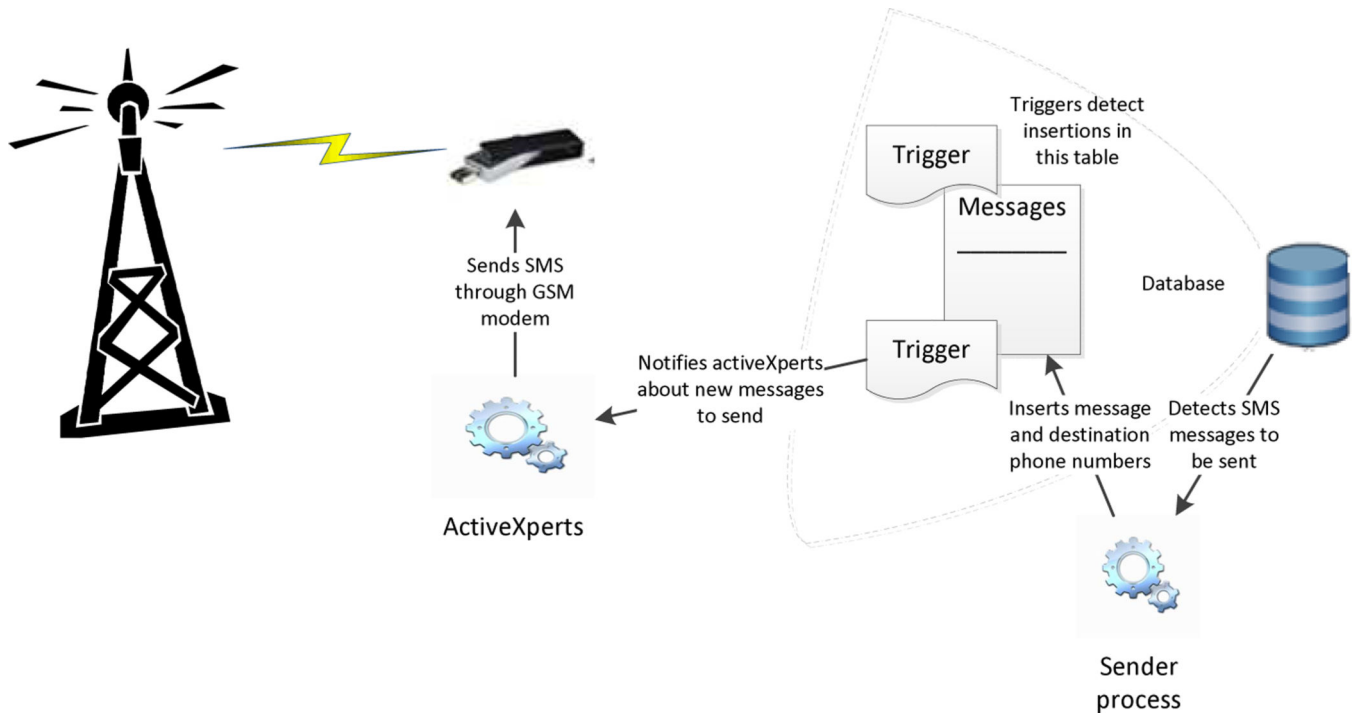 Triggers detect
insertions in
this table
Trigger
Messages
Database
Trigger
Sends SMS
through GSM
modem
Notifies activeXperts
about new messages
to send
Inserts message
and destination
phone numbers
Detects SMS
messages to
be sent
ActiveXperts
Sender
process